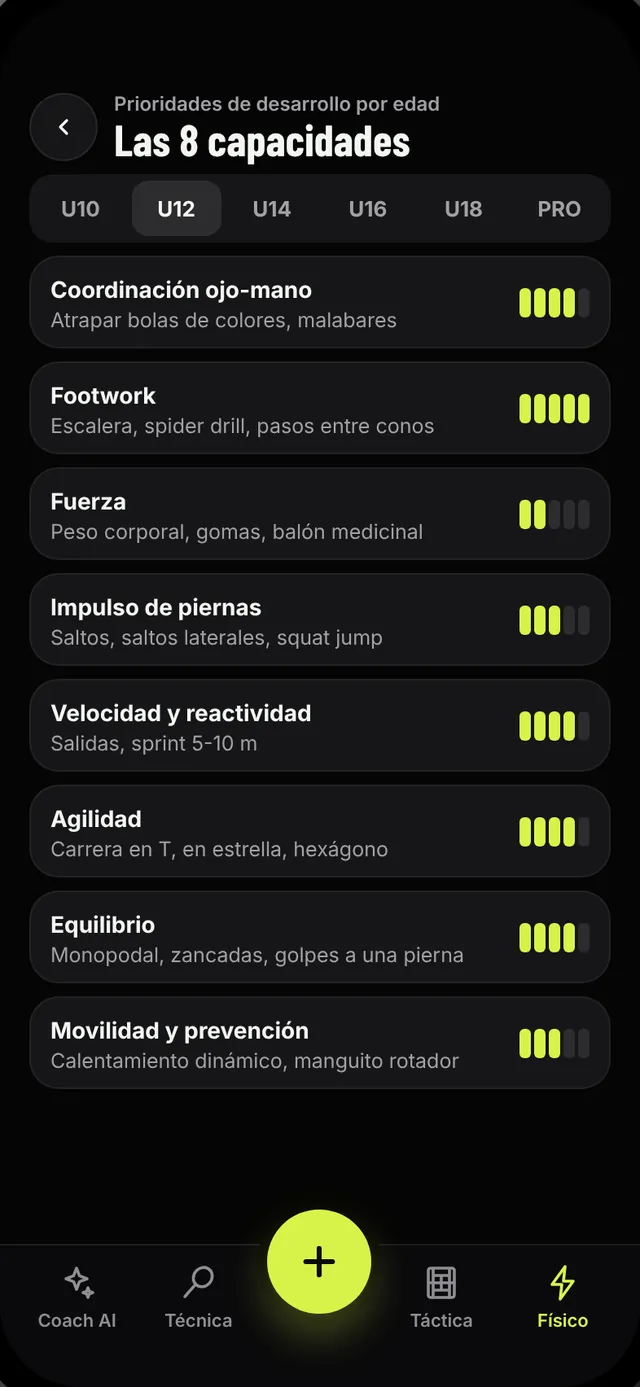 Prioridades de desarrollo por edad
Las 8 capacidades
U10 U12 U14 U16 U18 PRO
Coordinación ojo-mano
Atrapar bolas de colores, malabares
Footwork
Escalera, spider drill, pasos entre conos
Fuerza
Peso corporal, gomas, balón medicinal
Impulso de piernas
Saltos, saltos laterales, squat jump
Velocidad y reactividad
Salidas, sprint 5-10 m
Agilidad
Carrera en T, en estrella, hexágono
Equilibrio
Monopodal, zancadas, golpes a una pierna
Movilidad y prevención
Calentamiento dinámico, manguito rotador
Coach AI Técnica Táctica Físico